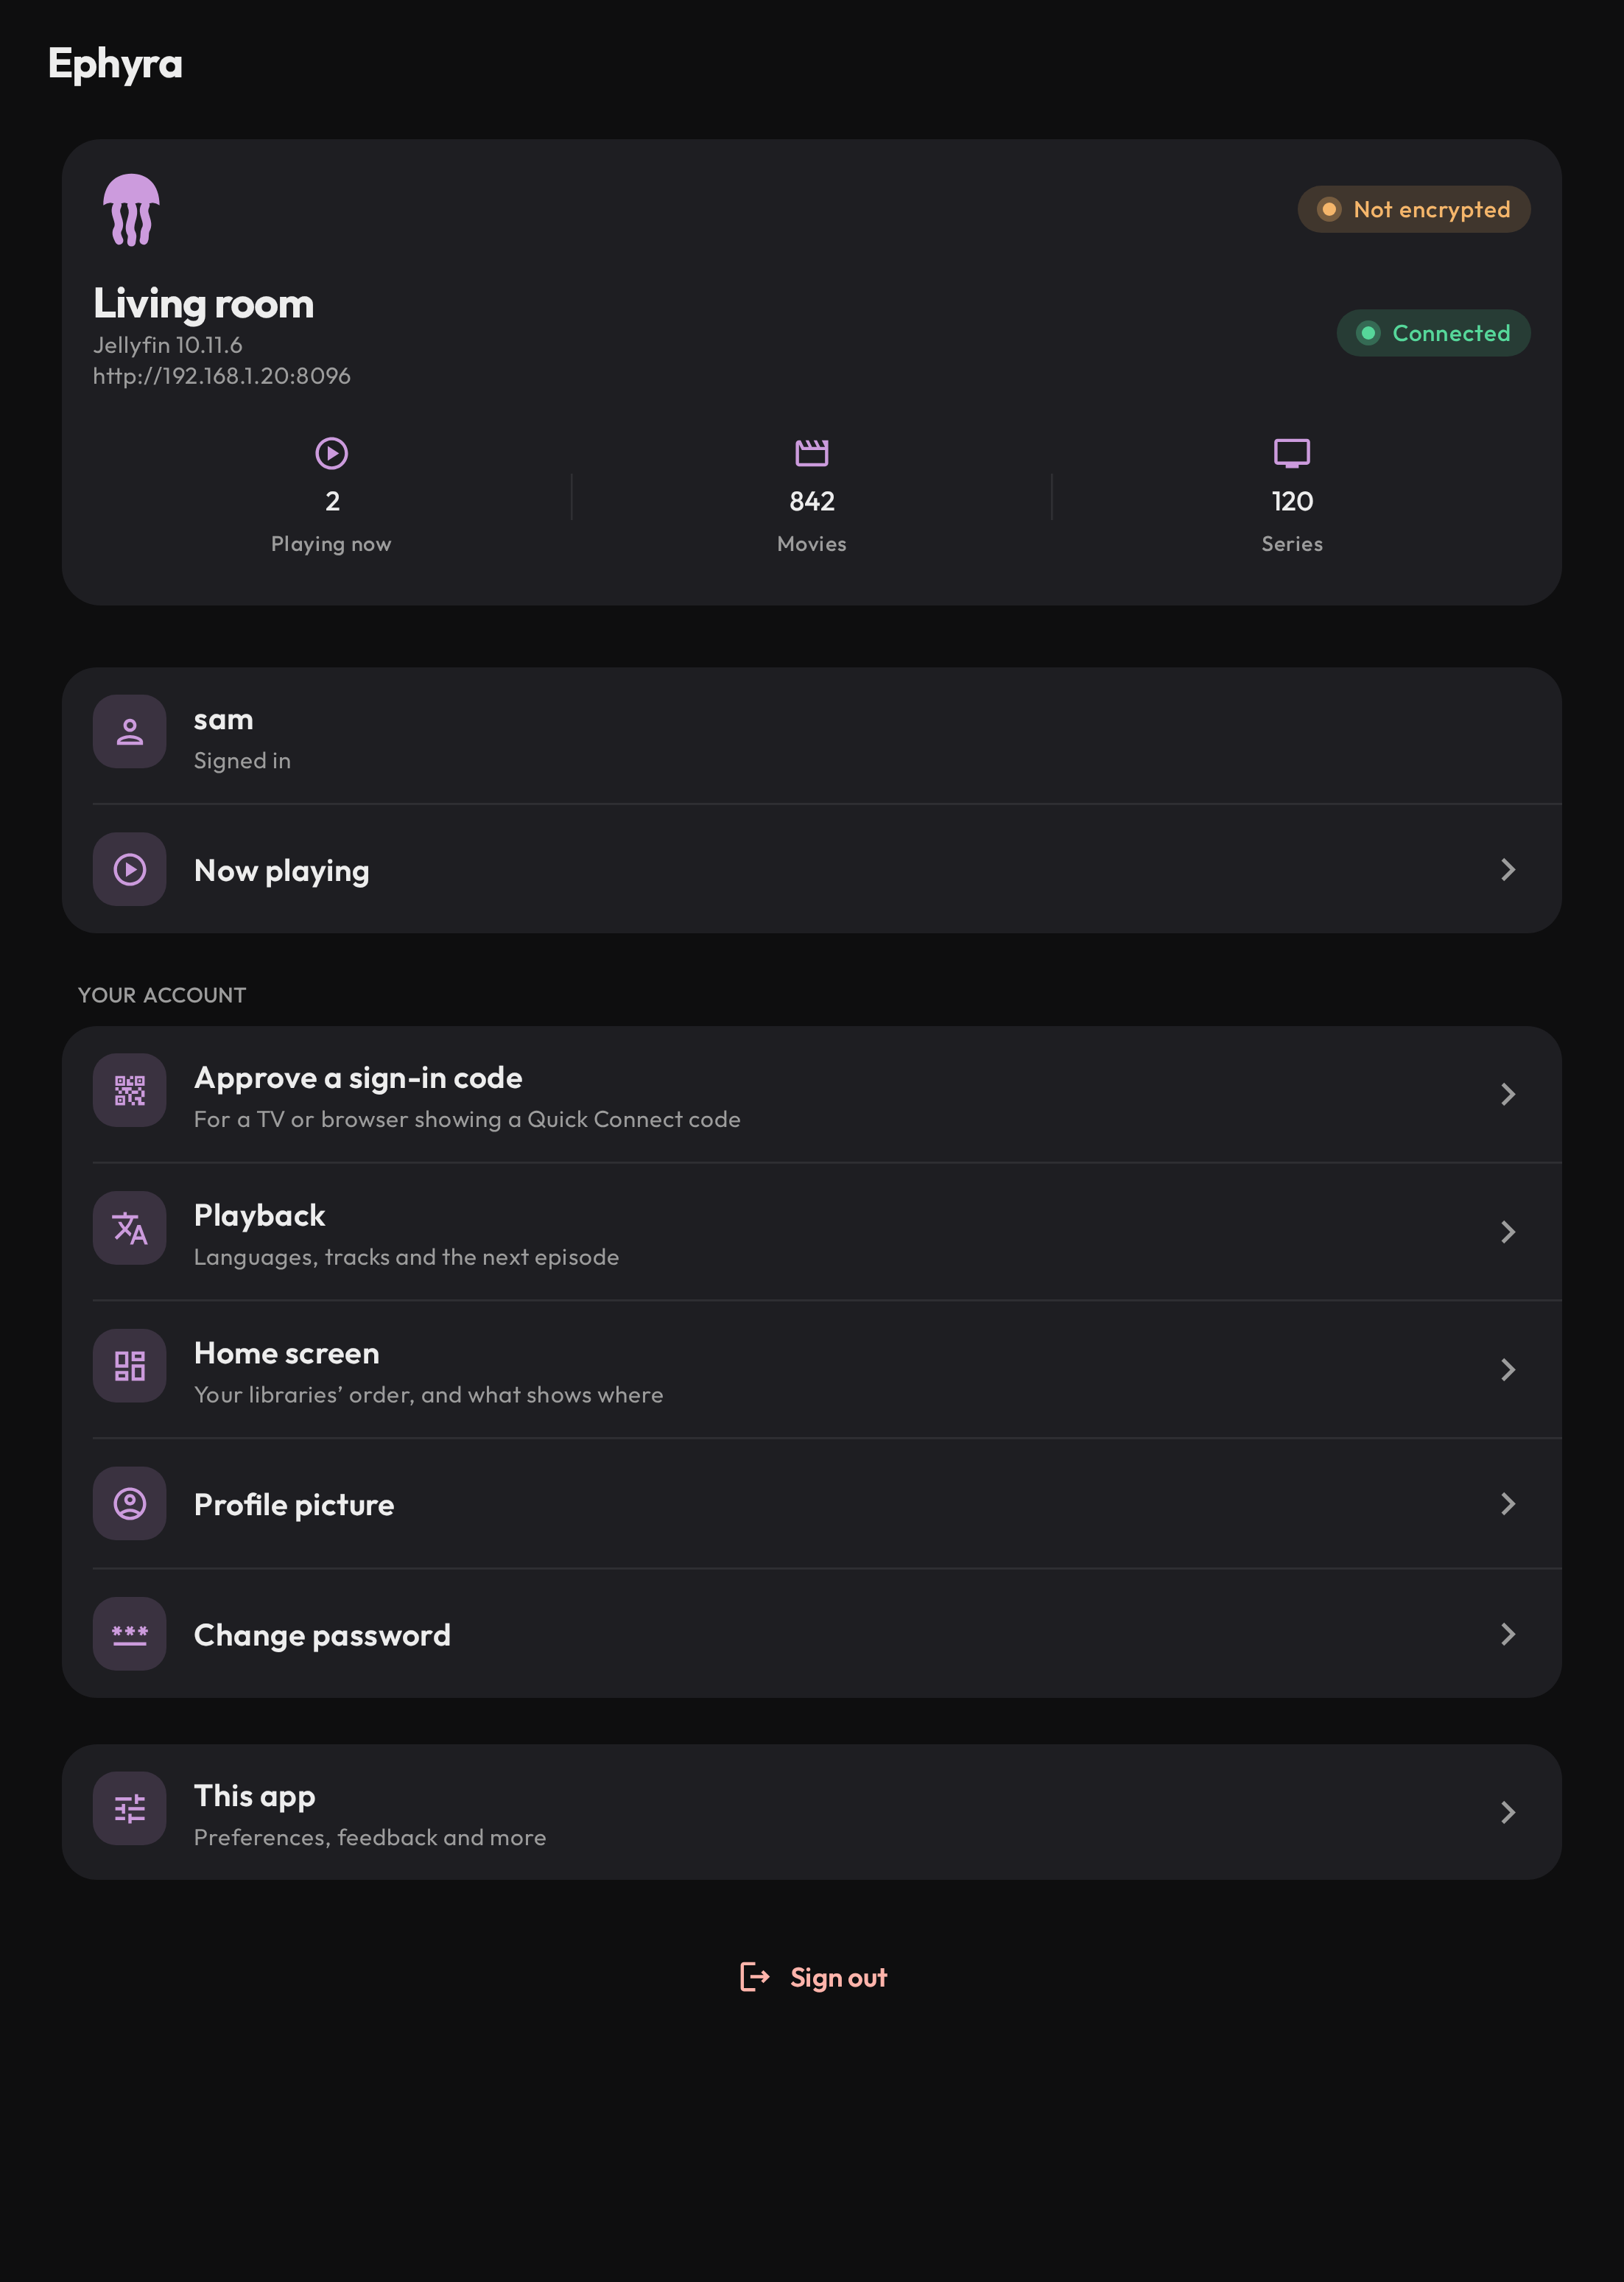 Ephyra
Not encrypted
Living room
Jellyfin 10.11.6
http://192.168.1.20:8096
Connected
2
Playing now
842
Movies
120
Series
sam
Signed in
Now playing
YOUR ACCOUNT
Approve a sign-in code
For a TV or browser showing a Quick Connect code
Playback
Languages, tracks and the next episode
Home screen
Your libraries’ order, and what shows where
Profile picture
Change password
This app
Preferences, feedback and more
Sign out